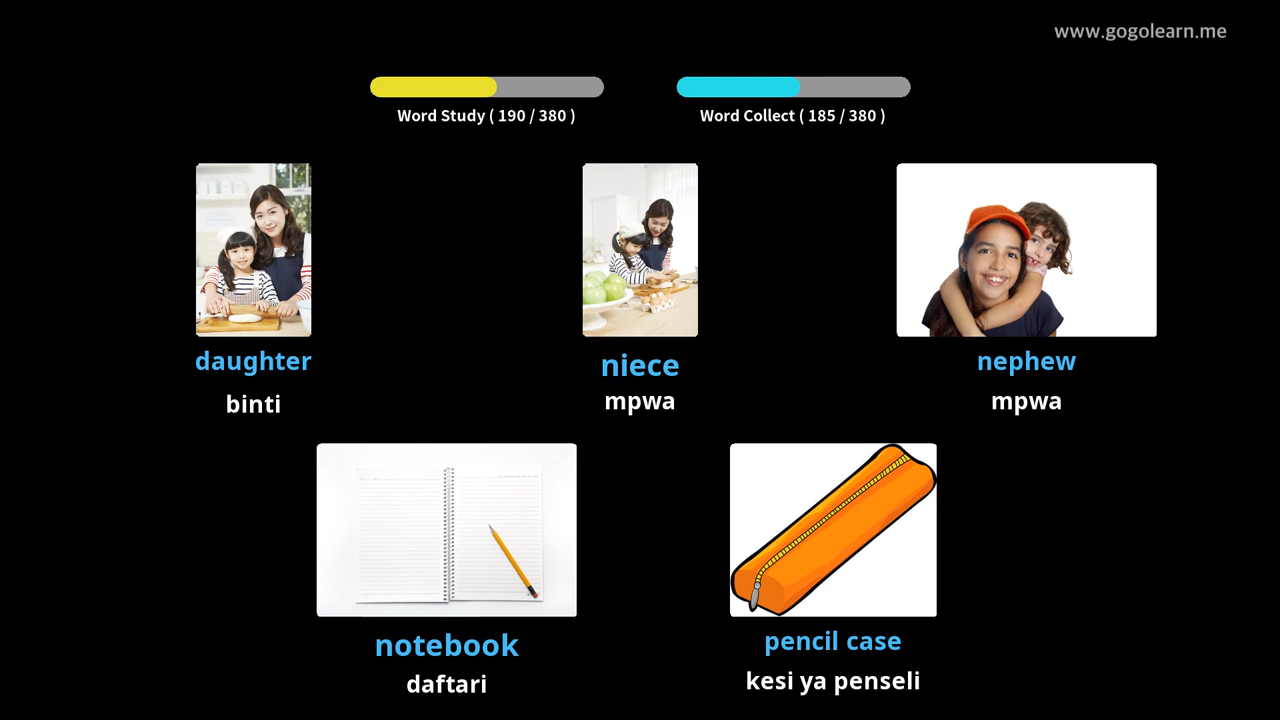 www.gogolearn.me
Word Study ( 190 / 380 )
Word Collect ( 185 / 380 )
daughter
niece
nephew
binti
mpwa
mpwa
notebook
pencil case
daftari
kesi ya penseli